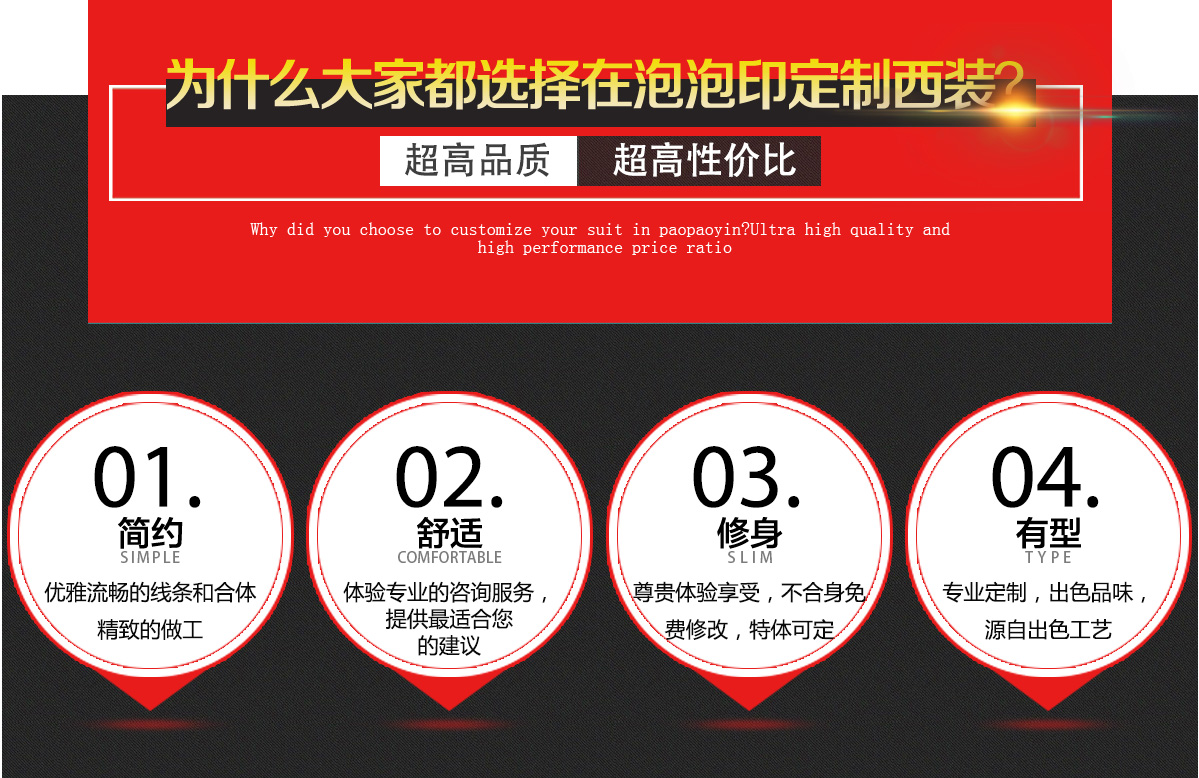 为什么大家都选择在泡泡印定制西装?
超高品质 超高性价比
Why did you choose to customize your suit in paopaoyin?Ultra high quality and
high performance price ratio
01.
简约
SIMPLE
优雅流畅的线条和合体
精致的做工
02.
舒适
COMFORTABLE
体验专业的咨询服务，
提供最适合您
的建议
03.
修身
SLIM
尊贵体验享受，不合身免
费修改，特体可定
04.
有型
TYPE
专业定制，出色品味，
源自出色工艺